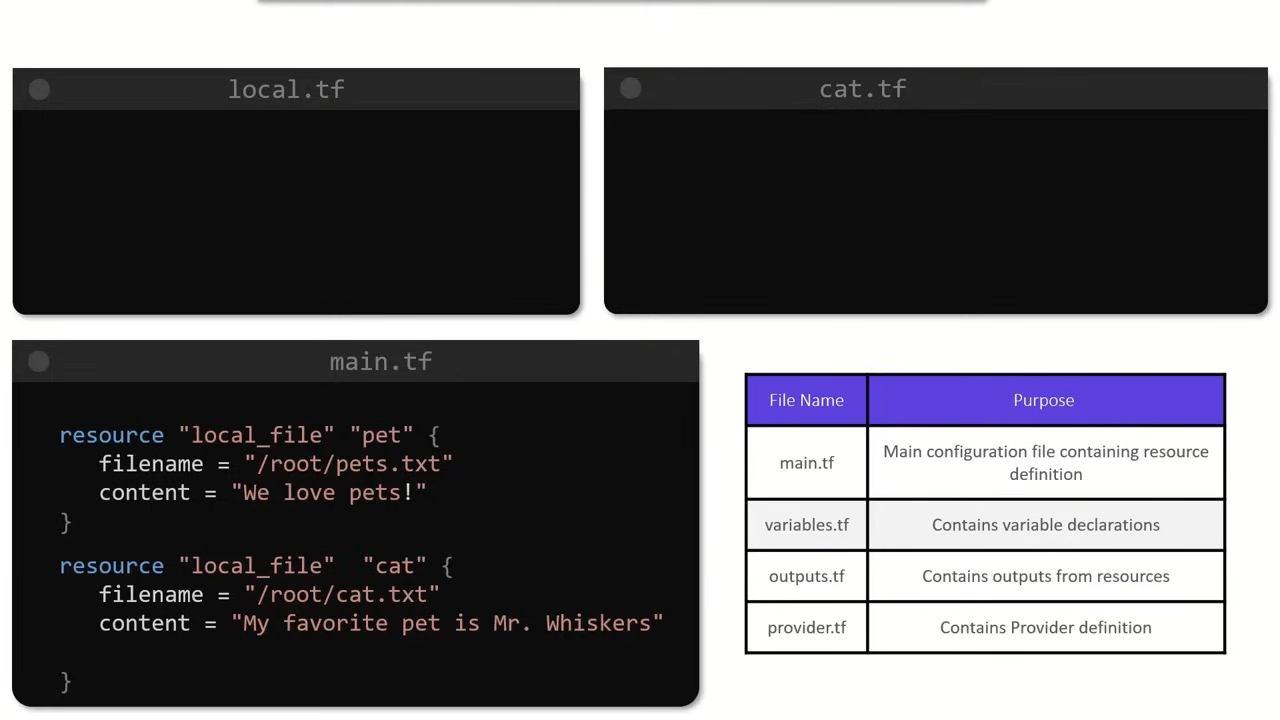 local.tf
cat.tf
main.tf
resource "local_file" "pet" {
filename = "/root/pets.txt"
content = "We love pets!"
}
resource "local_file" "cat" {
filename = "/root/cat.txt"
content = "My favorite pet is Mr. Whiskers"
}
File Name
Purpose
main.tf
Main configuration file containing resource
definition
variables.tf
Contains variable declarations
outputs.tf
Contains outputs from resources
provider.tf
Contains Provider definition